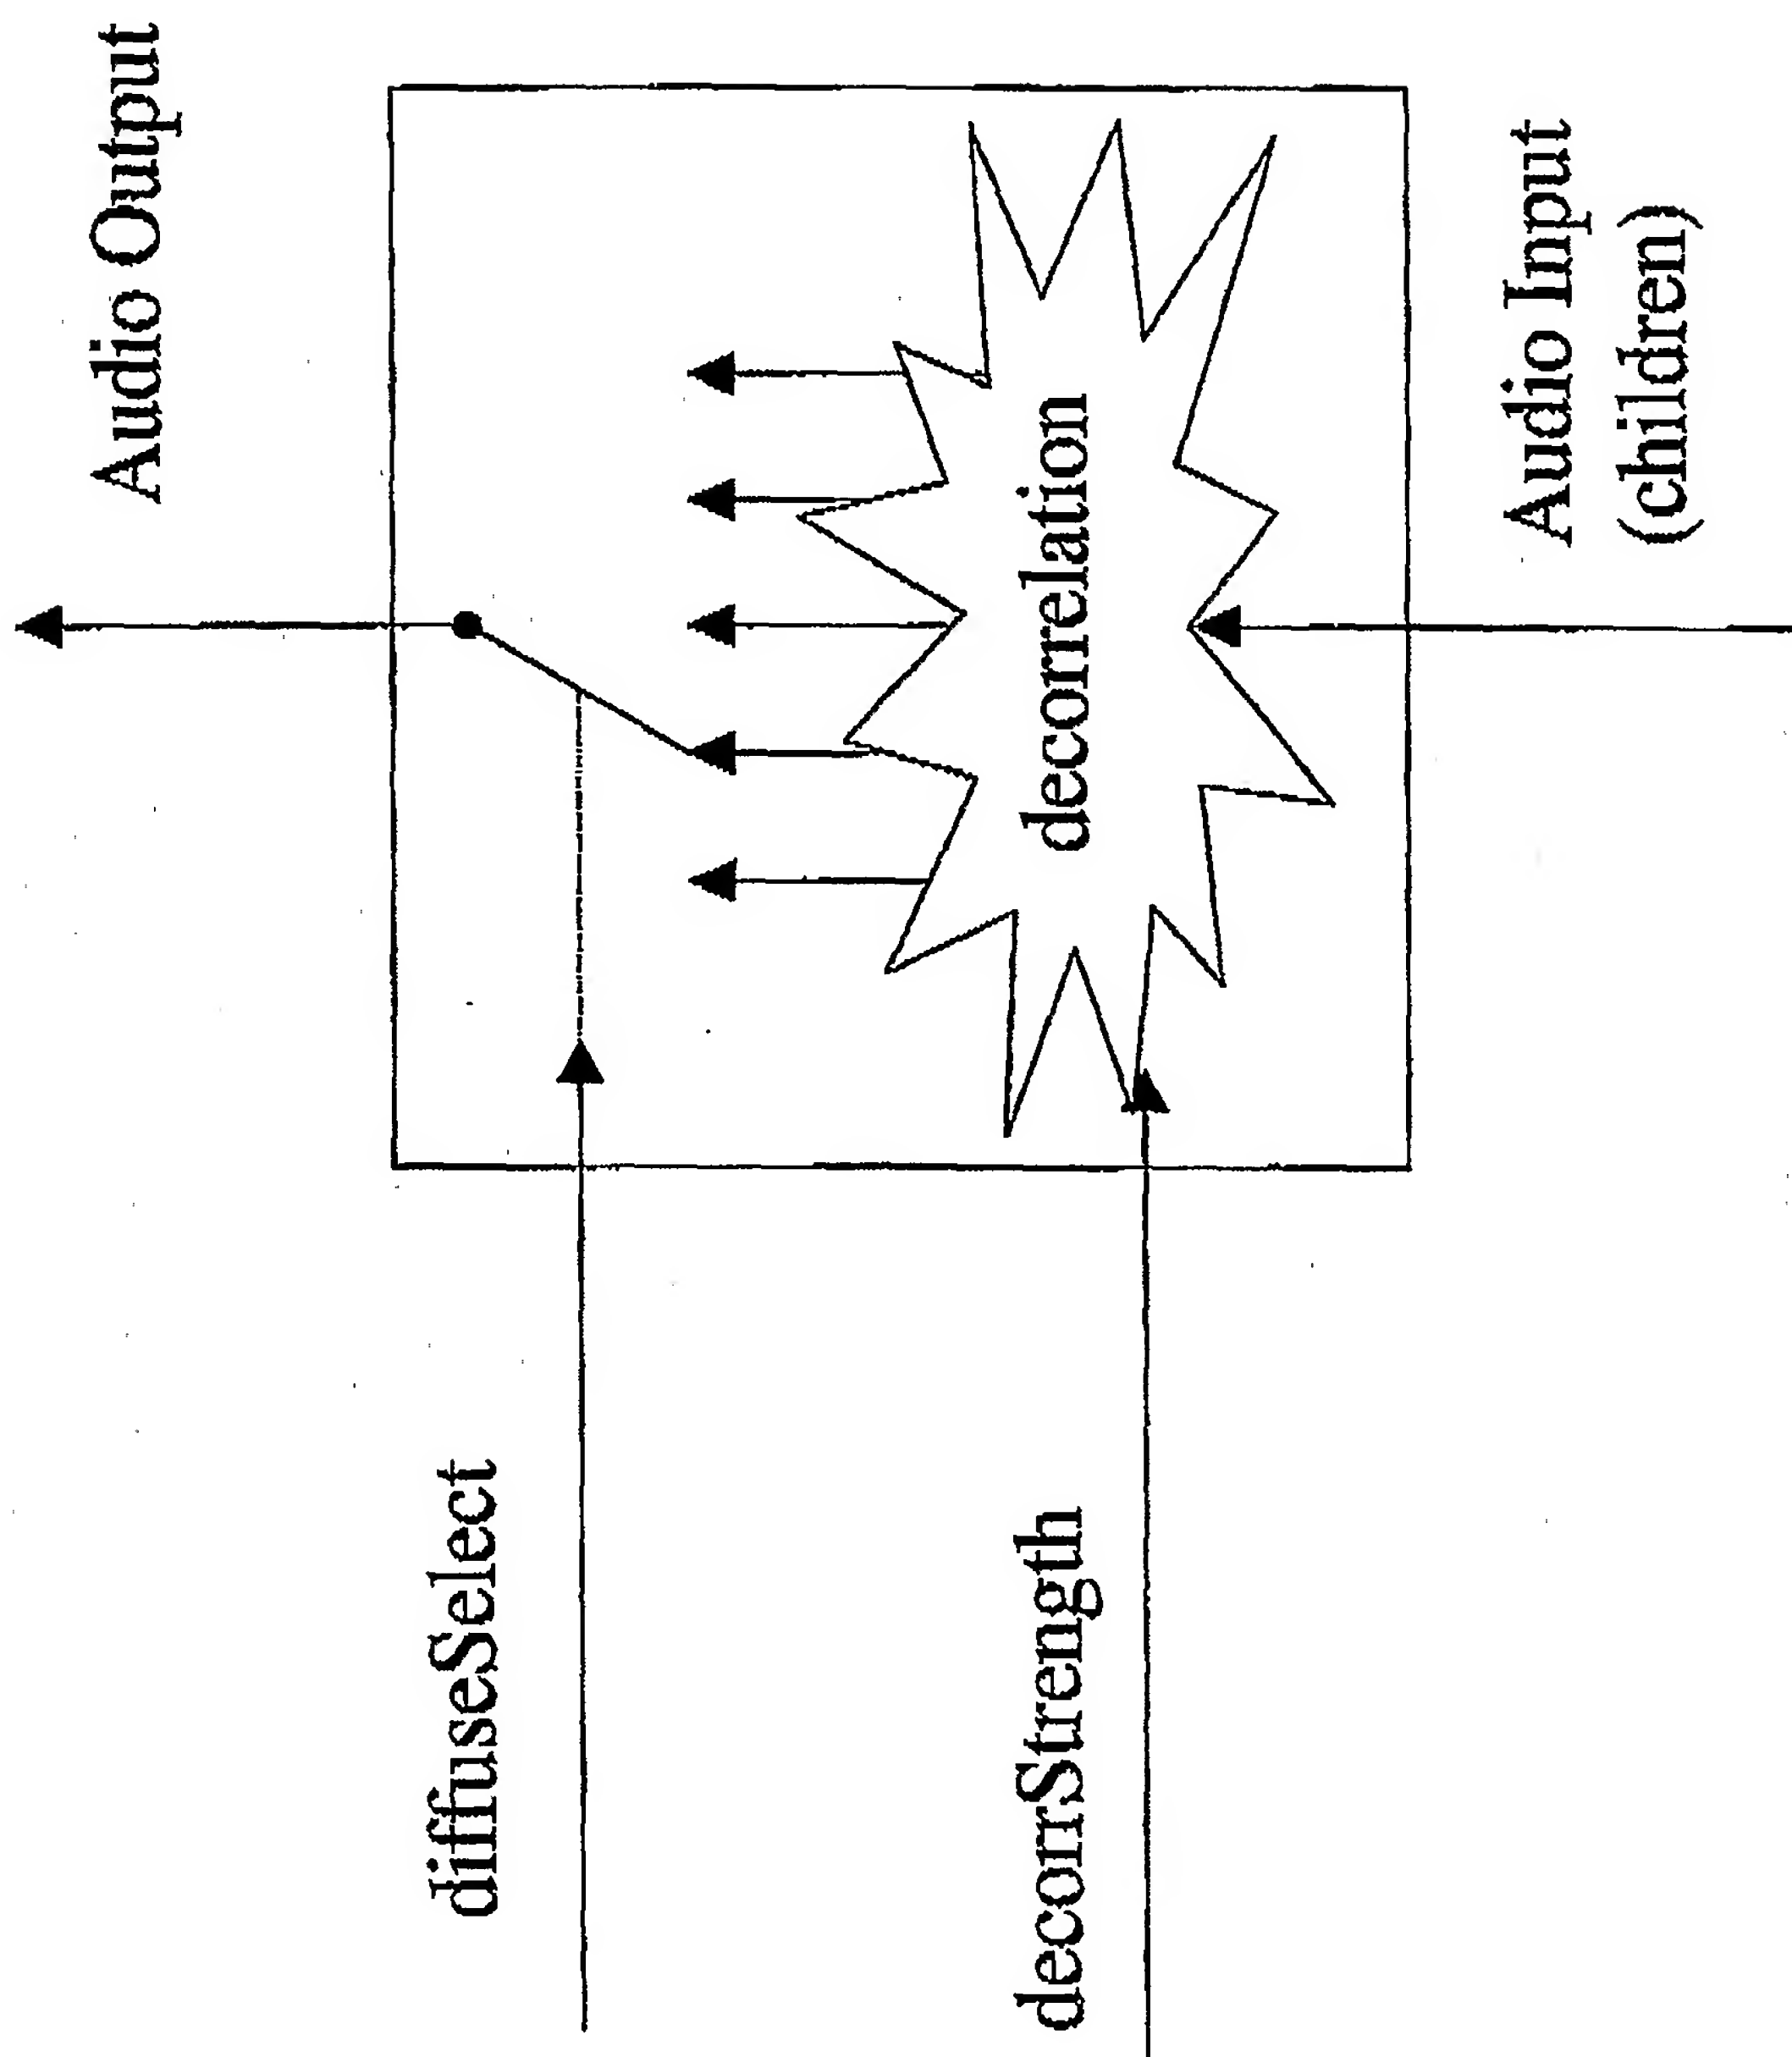 Audio Output
diffuseSelect
decorrelation
decorrStrength
Audio Input
(children)